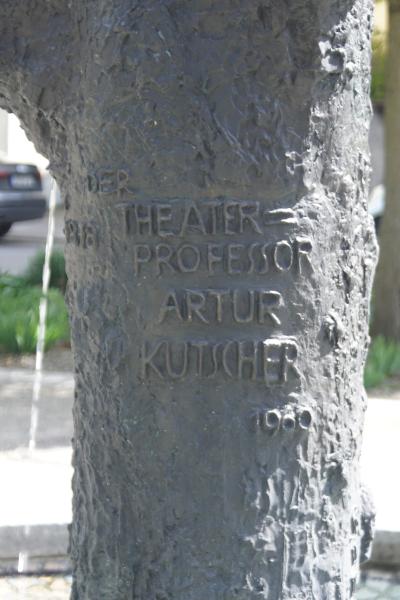 DER
THEATER=
PROFESSOR
ARTUR
KUTSCHER
1960